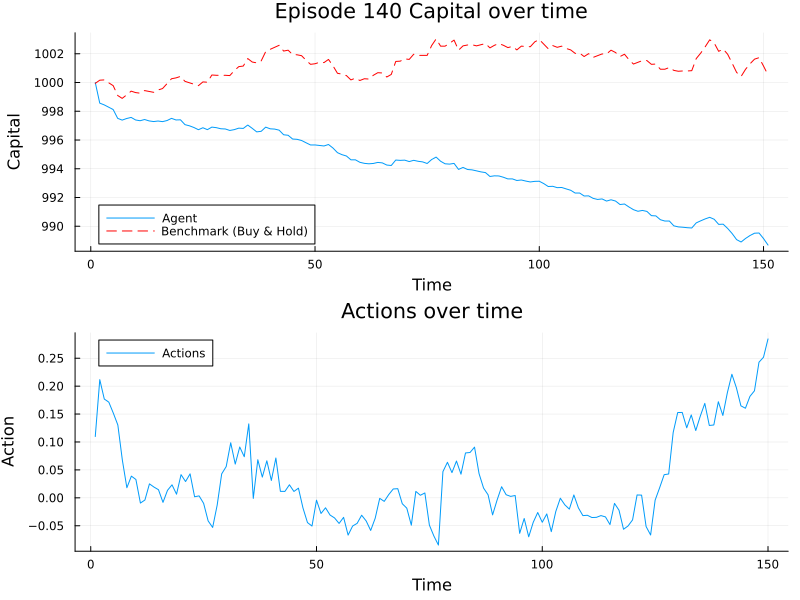 Episode 140 Capital over time
Capital
1002
1000
998
996
994
992
990
Agent
Benchmark (Buy & Hold)
0 50 100 150
Time
Actions over time
Action
0.25
0.20
0.15
0.10
0.05
0.00
−0.05
Actions
0 50 100 150
Time